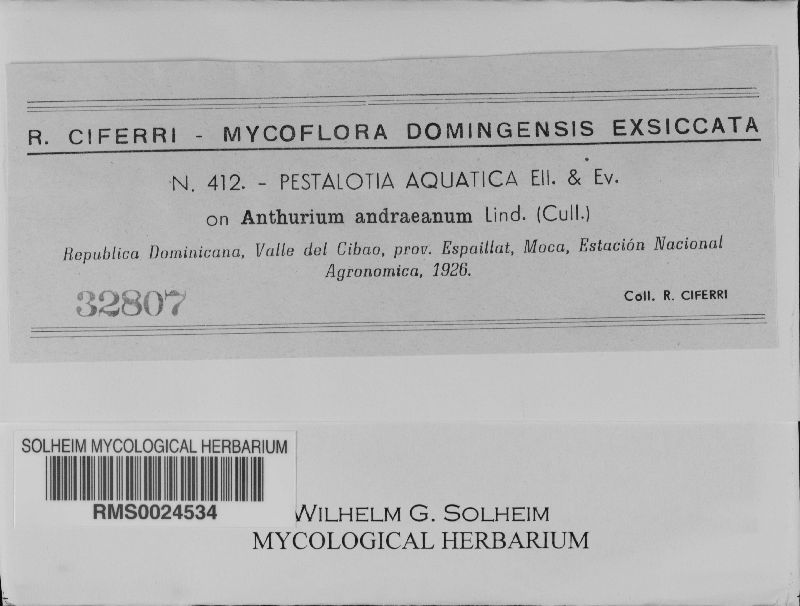 R. CIFERRI - MYCOFLORA DOMINGENSIS EXSICCATA
N. 412. - PESTALOTIA AQUATICA Ell. & Ev.
on Anthurium andraeanum Lind. (Cull.)
Republica Dominicana, Valle del Cibao, prov. Espaillat, Moca, Estación Nacional
Agronomica, 1926.
32807
Coll. R. CIFERRI
SOLHEIM MYCOLOGICAL HERBARIUM
RMS0024534
WILHELM G. SOLHEIM
MYCOLOGICAL HERBARIUM